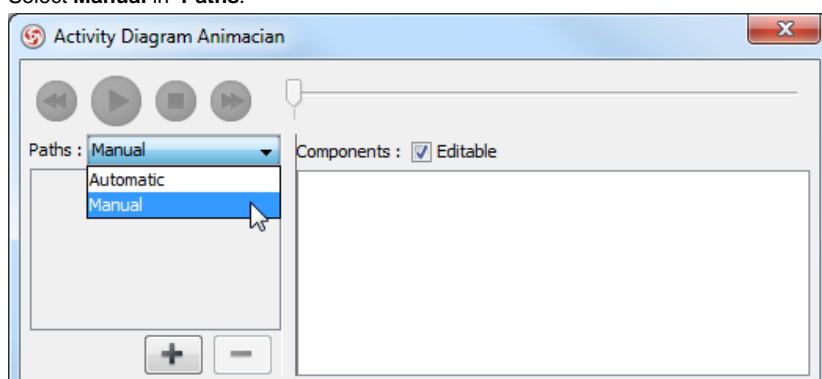 Select Manual in Paths.
Activity Diagram Animacian
Paths : Manual
Components : Editable
Automatic
Manual